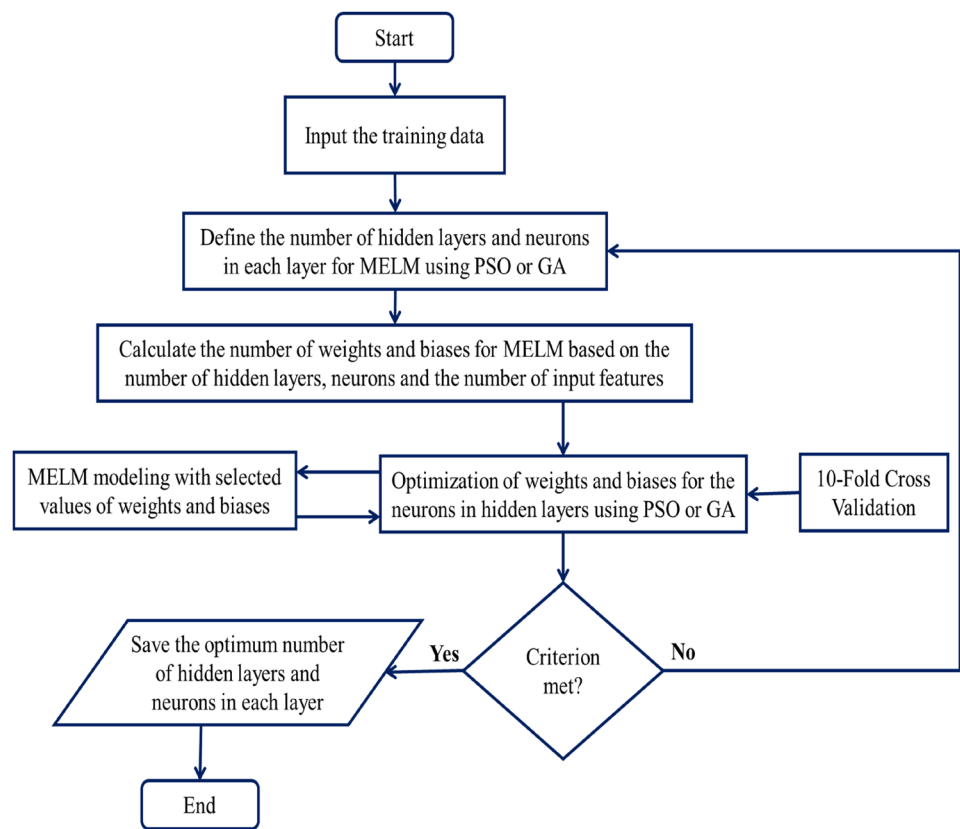 Start
Input the training data
Define the number of hidden layers and neurons
in each layer for MELM using PSO or GA
Calculate the number of weights and biases for MELM based on the
number of hidden layers, neurons and the number of input features
MELM modeling with selected
values of weights and biases
Optimization of weights and biases for the
neurons in hidden layers using PSO or GA
10-Fold Cross
Validation
Criterion
met?
Yes
No
Save the optimum number
of hidden layers and
neurons in each layer
End